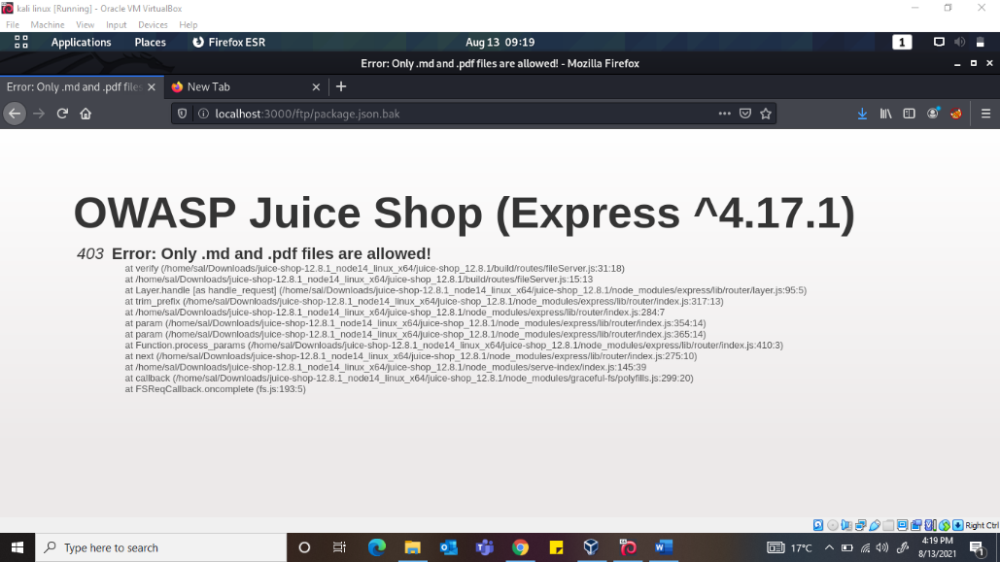 kali linux [Running] - Oracle VM VirtualBox
File Machine View Input Devices Help
Applications Places Firefox ESR Aug 13 09:19 1
Error: Only .md and .pdf files are allowed! - Mozilla Firefox
Error: Only .md and .pdf files New Tab
localhost:3000/ftp/package.json.bak
OWASP Juice Shop (Express ^4.17.1)
403 Error: Only .md and .pdf files are allowed!
at verify (/home/sal/Downloads/juice-shop-12.8.1_node14_linux_x64/juice-shop_12.8.1/build/routes/fileServer.js:31:18)
at /home/sal/Downloads/juice-shop-12.8.1_node14_linux_x64/juice-shop_12.8.1/build/routes/fileServer.js:15:13
at Layer.handle [as handle_request] (/home/sal/Downloads/juice-shop-12.8.1_node14_linux_x64/juice-shop_12.8.1/node_modules/express/lib/router/layer.js:95:5)
at trim_prefix (/home/sal/Downloads/juice-shop-12.8.1_node14_linux_x64/juice-shop_12.8.1/node_modules/express/lib/router/index.js:317:13)
at /home/sal/Downloads/juice-shop-12.8.1_node14_linux_x64/juice-shop_12.8.1/node_modules/express/lib/router/index.js:284:7
at param (/home/sal/Downloads/juice-shop-12.8.1_node14_linux_x64/juice-shop_12.8.1/node_modules/express/lib/router/index.js:354:14)
at param (/home/sal/Downloads/juice-shop-12.8.1_node14_linux_x64/juice-shop_12.8.1/node_modules/express/lib/router/index.js:365:14)
at Function.process_params (/home/sal/Downloads/juice-shop-12.8.1_node14_linux_x64/juice-shop_12.8.1/node_modules/express/lib/router/index.js:410:3)
at next (/home/sal/Downloads/juice-shop-12.8.1_node14_linux_x64/juice-shop_12.8.1/node_modules/express/lib/router/index.js:275:10)
at /home/sal/Downloads/juice-shop-12.8.1_node14_linux_x64/juice-shop_12.8.1/node_modules/serve-index/index.js:145:39
at callback (/home/sal/Downloads/juice-shop-12.8.1_node14_linux_x64/juice-shop_12.8.1/node_modules/graceful-fs/polyfills.js:299:20)
at FSReqCallback.oncomplete (fs.js:193:5)
Right Ctrl
Type here to search 17°C 4:19 PM
8/13/2021 1